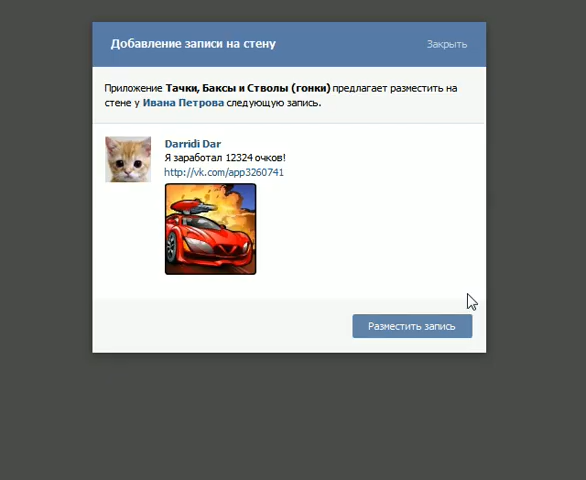 Добавление записи на стену
Закрыть
Приложение Тачки, Баксы и Стволы (гонки) предлагает разместить на
стене у Ивана Петрова следующую запись.
Darridi Dar
Я заработал 12324 очков!
http://vk.com/app3260741
Разместить запись